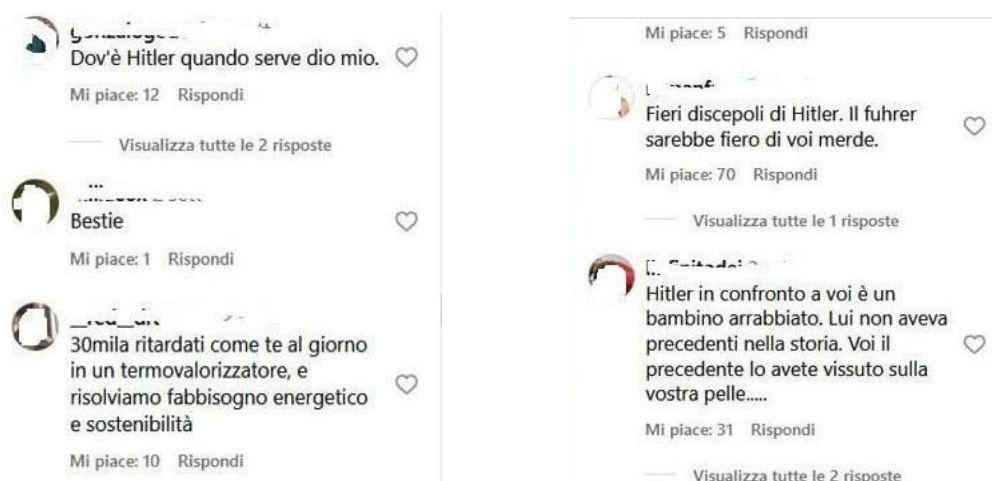 Dov'è Hitler quando serve dio mio.
Mi piace: 12 Rispondi
Visualizza tutte le 2 risposte
Bestie
Mi piace: 1 Rispondi
30mila ritardati come te al giorno
in un termovalorizzatore, e
risolviamo fabbisogno energetico
e sostenibilità
Mi piace: 10 Rispondi
Mi piace: 5 Rispondi
Fieri discepoli di Hitler. Il fuhrer
sarebbe fiero di voi merde.
Mi piace: 70 Rispondi
Visualizza tutte le 1 risposte
Hitler in confronto a voi è un
bambino arrabbiato. Lui non aveva
precedenti nella storia. Voi il
precedente lo avete vissuto sulla
vostra pelle.....
Mi piace: 31 Rispondi
Visualizza tutte le 2 risposte